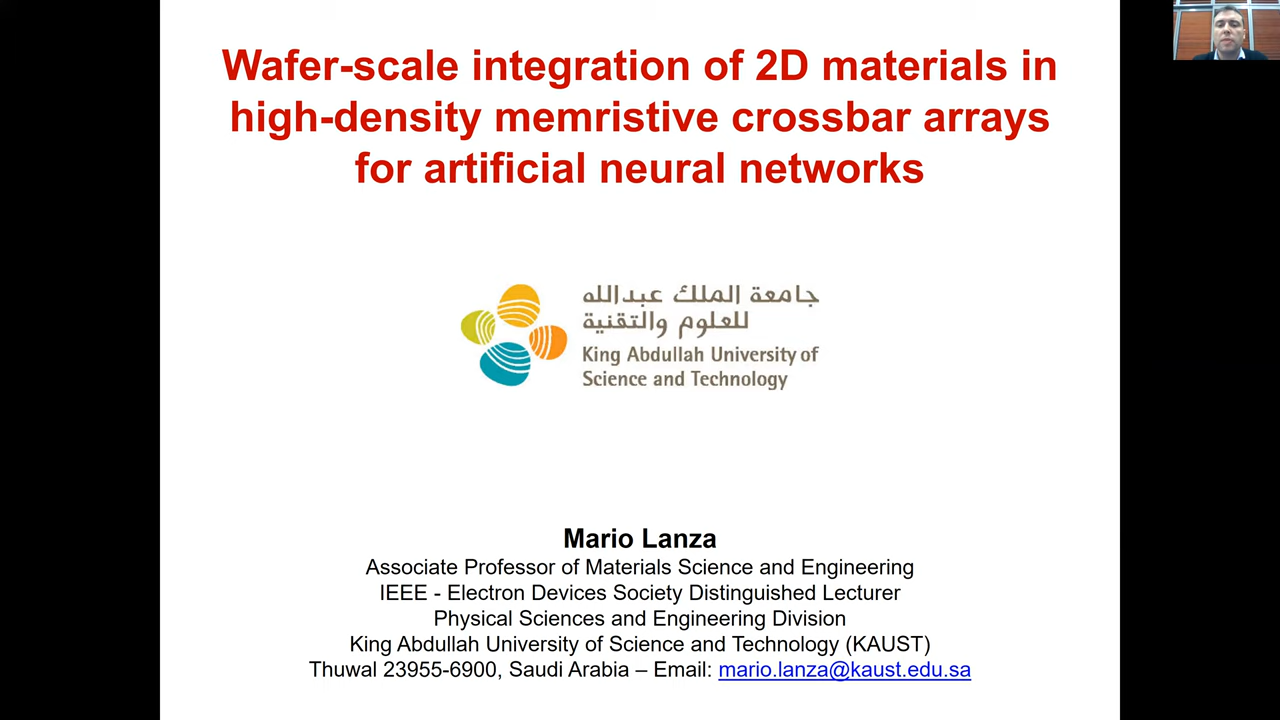 Wafer-scale integration of 2D materials in
high-density memristive crossbar arrays
for artificial neural networks
جامعة الملك عبدالله
للعلوم والتقنية
King Abdullah University of
Science and Technology
Mario Lanza
Associate Professor of Materials Science and Engineering
IEEE - Electron Devices Society Distinguished Lecturer
Physical Sciences and Engineering Division
King Abdullah University of Science and Technology (KAUST)
Thuwal 23955-6900, Saudi Arabia – Email: mario.lanza@kaust.edu.sa